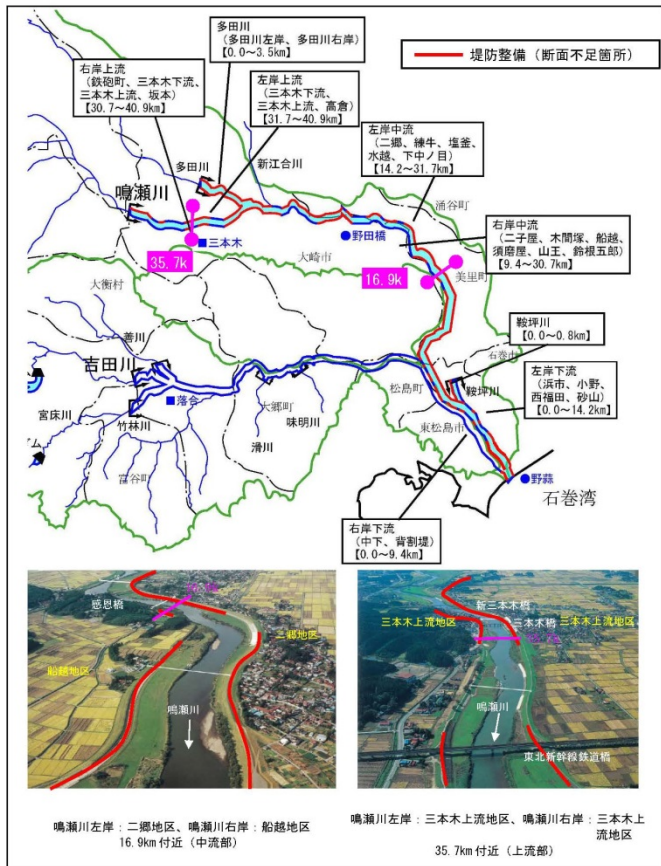 多田川
(多田川左岸、多田川右岸)
【0.0～3.5km】
堤防整備（断面不足箇所）
右岸上流
(鉄砲町、三本木下流、
三本木上流、坂本)
【30.7～40.9km】
左岸上流
(三本木下流、
三本木上流、高倉)
【31.7～40.9km】
左岸中流
(二郷、練牛、塩釜、
水越、下中ノ目)
【14.2～31.7km】
多田川
新江合川
鳴瀬川
涌谷町
右岸中流
(二子屋、木間塚、船越、
須磨屋、山王、鈴根五郎)
【9.4～30.7km】
三本木
野田橋
35.7k
大崎市
16.9k
美里町
大衡村
善川
鞍坪川
【0.0～0.8km】
石巻市
吉田川
左岸下流
(浜市、小野、
西福田、砂山)
【0.0～14.2km】
松島町
鞍坪川
宮床川
落合
大郷町
味明川
竹林川
滑川
東松島市
ム
富谷町
野蒜
石巻湾
右岸下流
(中下、背割堤)
【0.0～9.4km】
感恩橋
二郷地区
船越地区
鳴瀬川
新三本木橋
三本木橋
三本木上流地区
三本木上流地区
鳴瀬川
東北新幹線鉄道橋
鳴瀬川左岸：二郷地区、鳴瀬川右岸：船越地区
16.9km付近（中流部）
鳴瀬川左岸：三本木上流地区、鳴瀬川右岸：三本木上
流地区
35.7km付近（上流部）